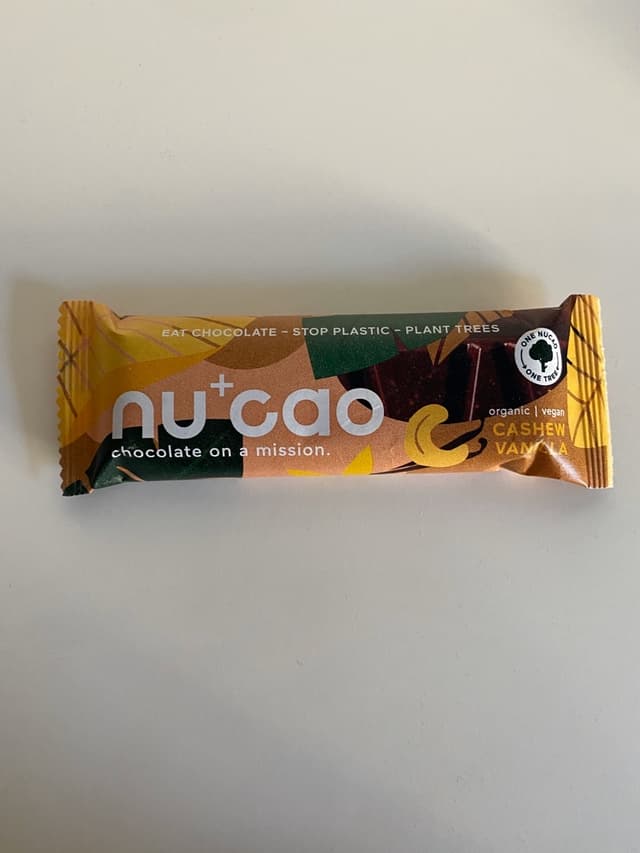 EAT CHOCOLATE – STOP PLASTIC – PLANT TREES
nu+cao
chocolate on a mission.
ONE NUCAO
ONE TREE
organic | vegan
CASHEW
VANILLA